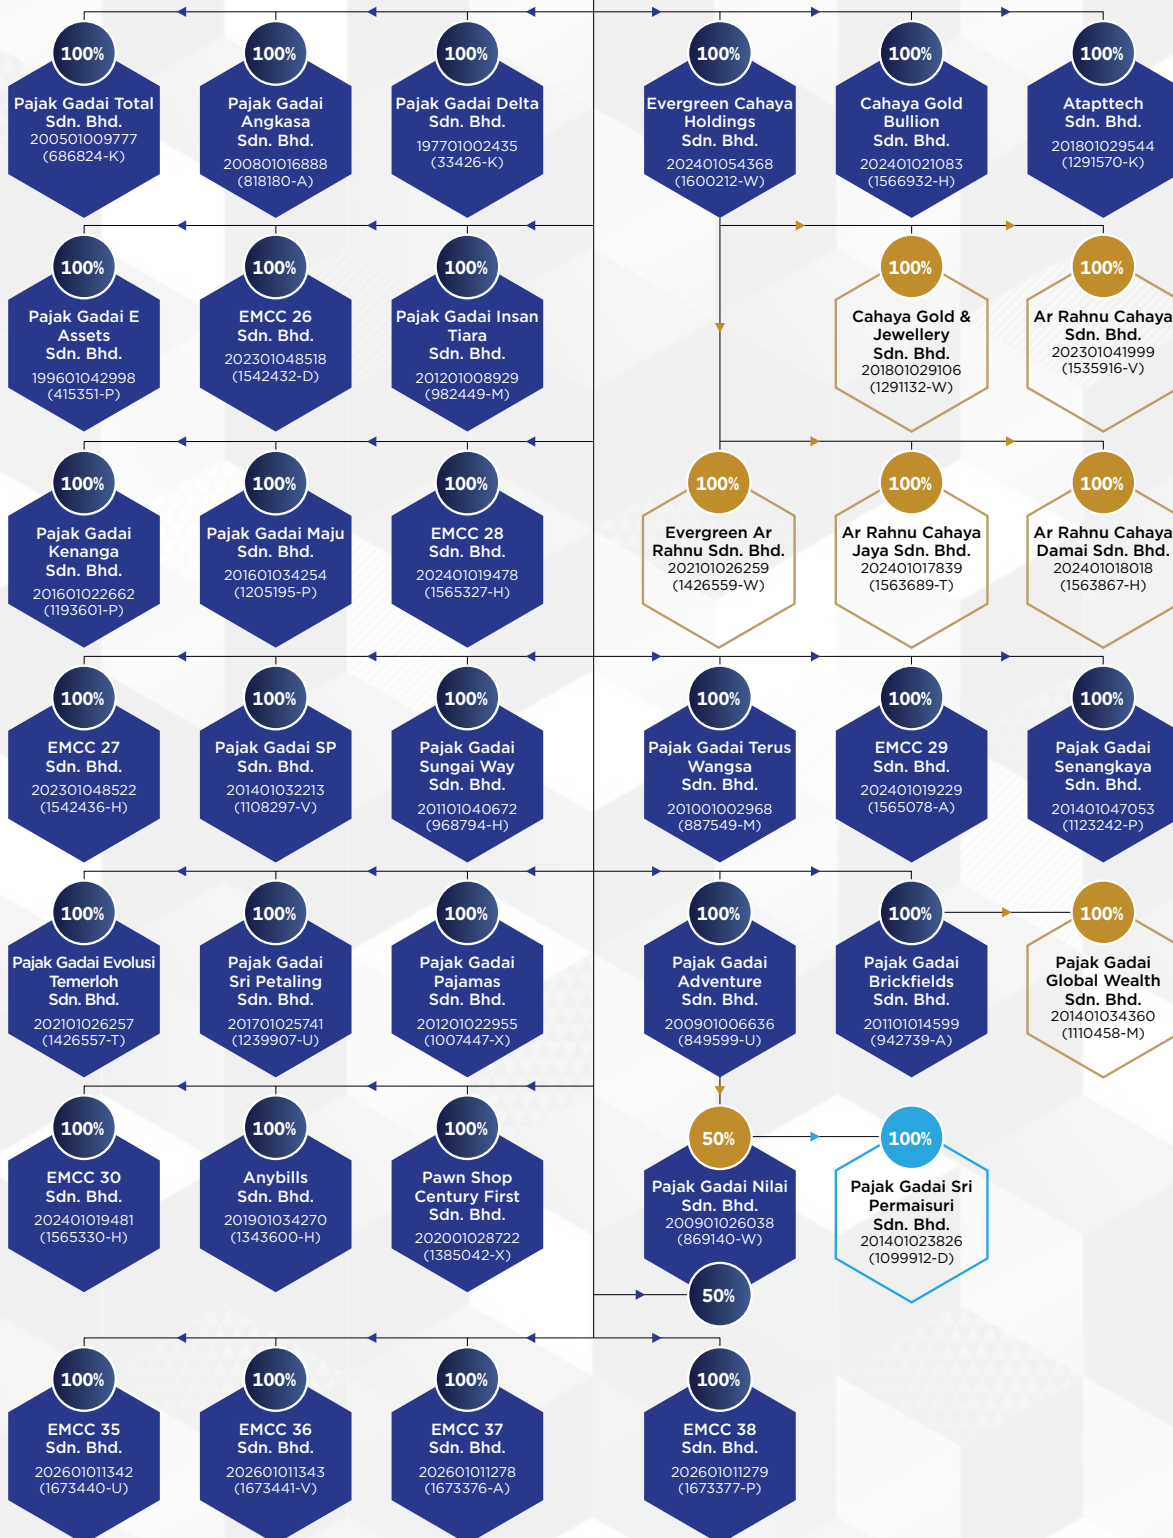 100%
Pajak Gadai Total
Sdn. Bhd.
200501009777
(686824-K)
100%
Pajak Gadai
Angkasa
Sdn. Bhd.
200801016888
(818180-A)
100%
Pajak Gadai Delta
Sdn. Bhd.
197701002435
(33426-K)
100%
Evergreen Cahaya
Holdings
Sdn. Bhd.
202401054368
(1600212-W)
100%
Cahaya Gold
Bullion
Sdn. Bhd.
202401021083
(1566932-H)
100%
Atapttech
Sdn. Bhd.
201801029544
(1291570-K)
100%
Pajak Gadai E
Assets
Sdn. Bhd.
199601042998
(415351-P)
100%
EMCC 26
Sdn. Bhd.
202301048518
(1542432-D)
100%
Pajak Gadai Insan
Tiara
Sdn. Bhd.
201201008929
(982449-M)
100%
Cahaya Gold &
Jewellery
Sdn. Bhd.
201801029106
(1291132-W)
100%
Ar Rahnu Cahaya
Sdn. Bhd.
202301041999
(1535916-V)
100%
Pajak Gadai
Kenanga
Sdn. Bhd.
201601022662
(1193601-P)
100%
Pajak Gadai Maju
Sdn. Bhd.
201601034254
(1205195-P)
100%
EMCC 28
Sdn. Bhd.
202401019478
(1565327-H)
100%
Evergreen Ar
Rahnu Sdn. Bhd.
202101026259
(1426559-W)
100%
Ar Rahnu Cahaya
Jaya Sdn. Bhd.
202401017839
(1563689-T)
100%
Ar Rahnu Cahaya
Damai Sdn. Bhd.
202401018018
(1563867-H)
100%
EMCC 27
Sdn. Bhd.
202301048522
(1542436-H)
100%
Pajak Gadai SP
Sdn. Bhd.
201401032213
(1108297-V)
100%
Pajak Gadai
Sungai Way
Sdn. Bhd.
201101040672
(968794-H)
100%
Pajak Gadai Terus
Wangsa
Sdn. Bhd.
201001002968
(887549-M)
100%
EMCC 29
Sdn. Bhd.
202401019229
(1565078-A)
100%
Pajak Gadai
Senangkaya
Sdn. Bhd.
201401047053
(1123242-P)
100%
Pajak Gadai Evolusi
Temerloh
Sdn. Bhd.
202101026257
(1426557-T)
100%
Pajak Gadai
Sri Petaling
Sdn. Bhd.
201701025741
(1239907-U)
100%
Pajak Gadai
Pajamas
Sdn. Bhd.
201201022955
(1007447-X)
100%
Pajak Gadai
Adventure
Sdn. Bhd.
200901006636
(849599-U)
100%
Pajak Gadai
Brickfields
Sdn. Bhd.
201101014599
(942739-A)
100%
Pajak Gadai
Global Wealth
Sdn. Bhd.
201401034360
(1110458-M)
100%
EMCC 30
Sdn. Bhd.
202401019481
(1565330-H)
100%
Anybills
Sdn. Bhd.
201901034270
(1343600-H)
100%
Pawn Shop
Century First
Sdn. Bhd.
202001028722
(1385042-X)
50%
Pajak Gadai Nilai
Sdn. Bhd.
200901026038
(869140-W)
50%
100%
Pajak Gadai Sri
Permaisuri
Sdn. Bhd.
201401023826
(1099912-D)
100%
EMCC 35
Sdn. Bhd.
202601011342
(1673440-U)
100%
EMCC 36
Sdn. Bhd.
202601011343
(1673441-V)
100%
EMCC 37
Sdn. Bhd.
202601011278
(1673376-A)
100%
EMCC 38
Sdn. Bhd.
202601011279
(1673377-P)